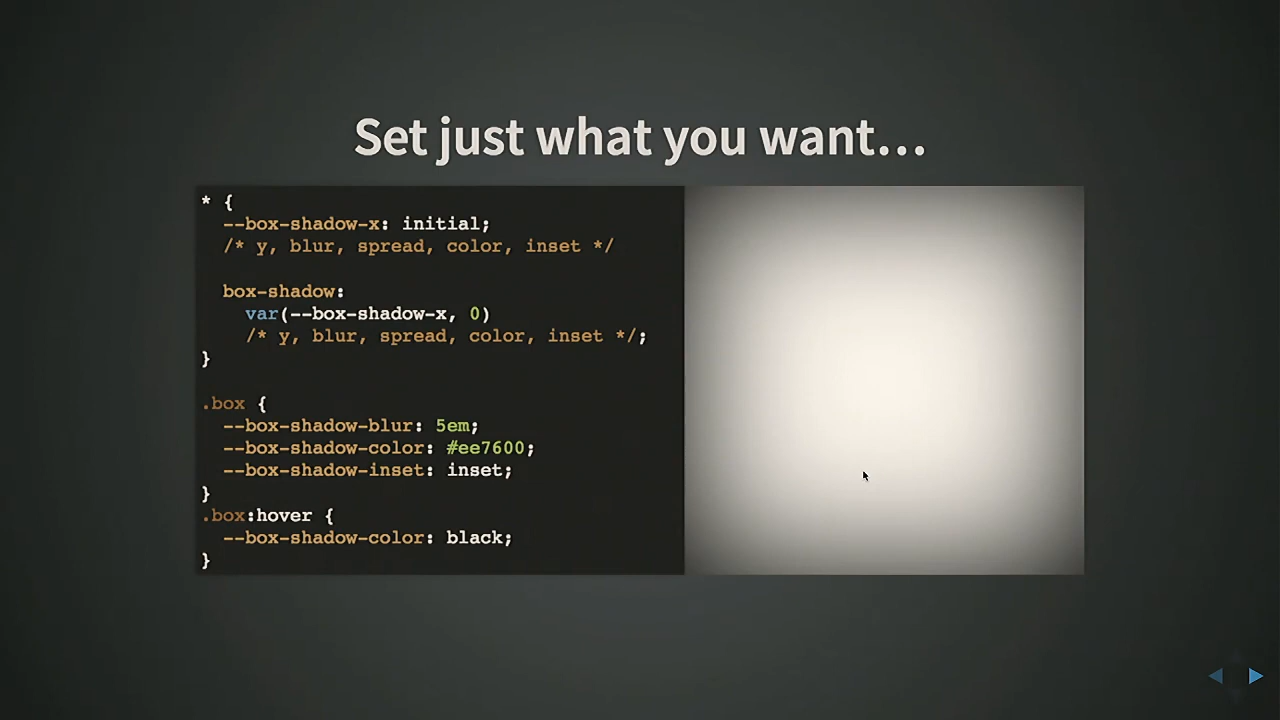 Set just what you want…
* {
  --box-shadow-x: initial;
  /* y, blur, spread, color, inset */
  box-shadow:
    var(--box-shadow-x, 0)
    /* y, blur, spread, color, inset */;
}
.box {
  --box-shadow-blur: 5em;
  --box-shadow-color: #ee7600;
  --box-shadow-inset: inset;
}
.box:hover {
  --box-shadow-color: black;
}